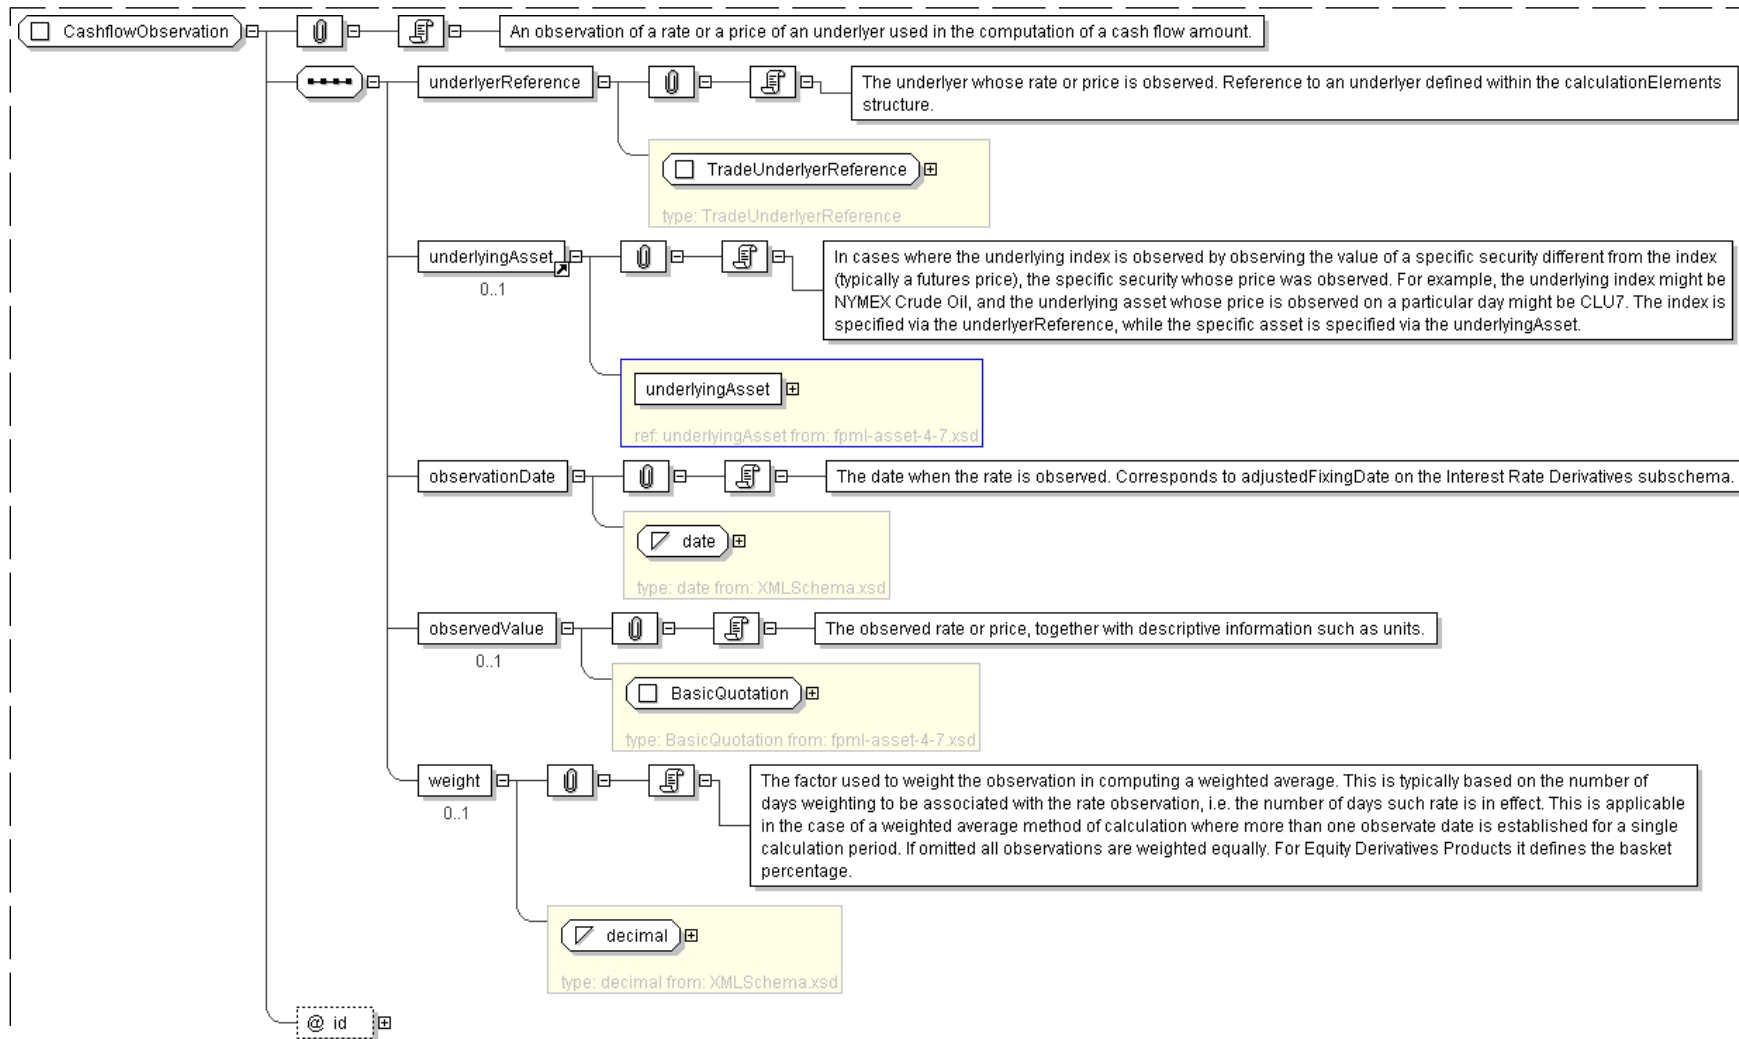 CashflowObservation
An observation of a rate or a price of an underlyer used in the computation of a cash flow amount.
underlyerReference
The underlyer whose rate or price is observed. Reference to an underlyer defined within the calculationElements
structure.
TradeUnderlyerReference
type: TradeUnderlyerReference
underlyingAsset
0..1
In cases where the underlying index is observed by observing the value of a specific security different from the index
(typically a futures price), the specific security whose price was observed. For example, the underlying index might be
NYMEX Crude Oil, and the underlying asset whose price is observed on a particular day might be CLU7. The index is
specified via the underlyerReference, while the specific asset is specified via the underlyingAsset.
underlyingAsset
ref: underlyingAsset from: fpml-asset-4-7.xsd
observationDate
The date when the rate is observed. Corresponds to adjustedFixingDate on the Interest Rate Derivatives subschema.
date
type: date from: XMLSchema.xsd
observedValue
0..1
The observed rate or price, together with descriptive information such as units.
BasicQuotation
type: BasicQuotation from: fpml-asset-4-7.xsd
weight
0..1
The factor used to weight the observation in computing a weighted average. This is typically based on the number of
days weighting to be associated with the rate observation, i.e. the number of days such rate is in effect. This is applicable
in the case of a weighted average method of calculation where more than one observate date is established for a single
calculation period. If omitted all observations are weighted equally. For Equity Derivatives Products it defines the basket
percentage.
decimal
type: decimal from: XMLSchema.xsd
@ id